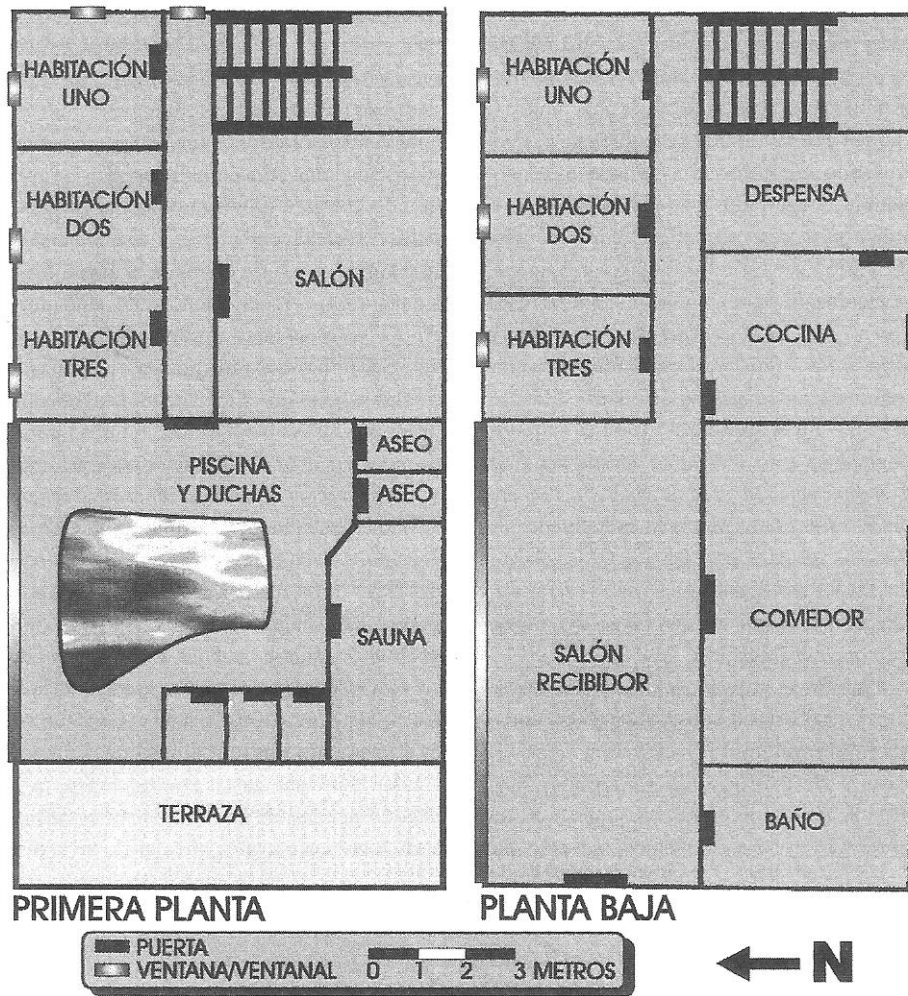 HABITACIÓN
UNO
HABITACIÓN
DOS
SALÓN
HABITACIÓN
TRES
PISCINA
Y DUCHAS
ASEO
ASEO
SAUNA
TERRAZA
PRIMERA PLANTA
HABITACIÓN
UNO
DESPENSA
HABITACIÓN
DOS
COCINA
HABITACIÓN
TRES
COMEDOR
SALÓN
RECIBIDOR
BAÑO
PLANTA BAJA
PUERTA
VENTANA/VENTANAL
0 1 2 3 METROS
N